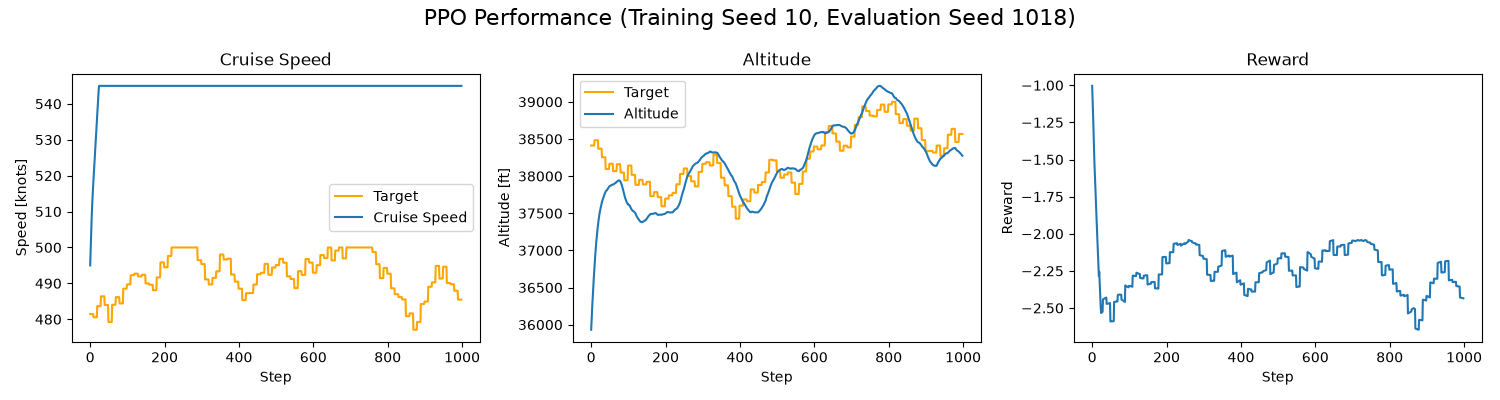 PPO Performance (Training Seed 10, Evaluation Seed 1018)
Cruise Speed
Speed [knots]
540
530
520
510
500
490
480
0 200 400 600 800 1000
Step
Target
Cruise Speed
Altitude
Altitude [ft]
39000
38500
38000
37500
37000
36500
36000
0 200 400 600 800 1000
Step
Target
Altitude
Reward
Reward
−1.00
−1.25
−1.50
−1.75
−2.00
−2.25
−2.50
0 200 400 600 800 1000
Step